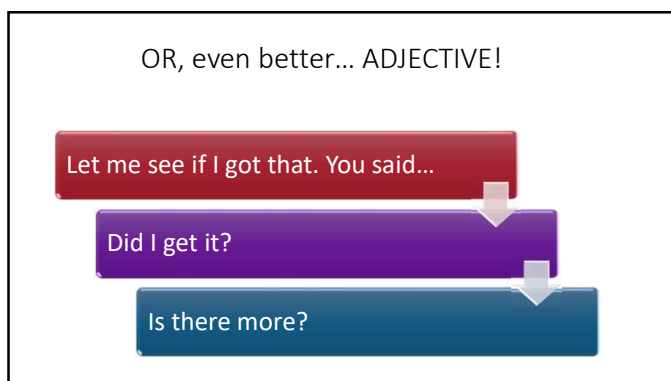 OR, even better… ADJECTIVE!
Let me see if I got that. You said…
Did I get it?
Is there more?